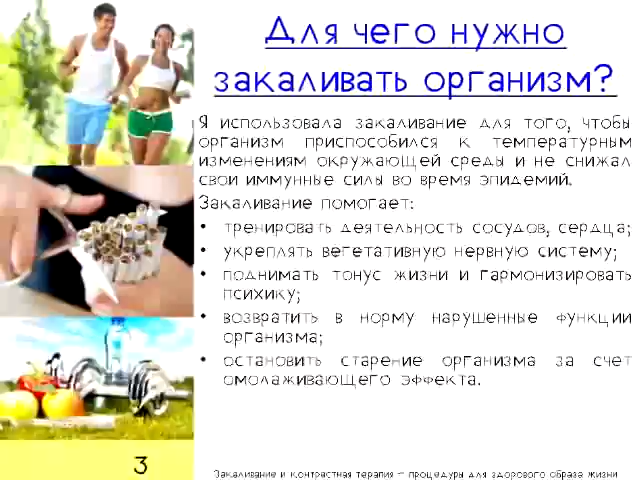 Для чего нужно
закаливать организм?
Я использовала закаливание для того, чтобы
организм приспособился к температурным
изменениям окружающей среды и не снижал
свои иммунные силы во время эпидемий.
Закаливание помогает:
• тренировать деятельность сосудов, сердца;
• укреплять вегетативную нервную систему;
• поднимать тонус жизни и гармонизировать
психику;
• возвратить в норму нарушенные функции
организма;
• остановить старение организма за счет
омолаживающего эффекта.
3
Закаливание и контрастная терапия – процедуры для здорового образа жизни